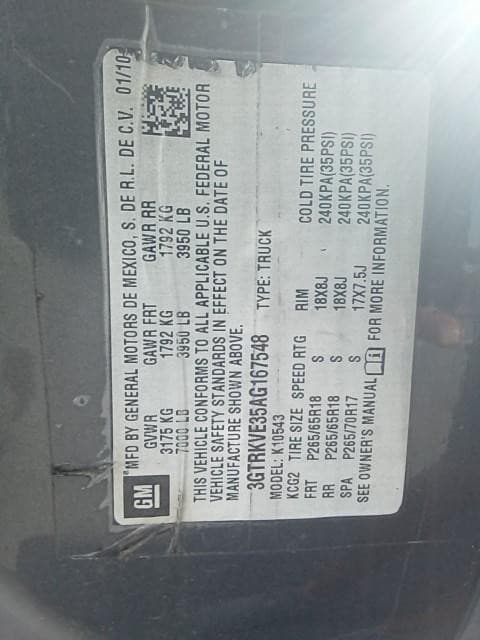 GM
MFD BY GENERAL MOTORS DE MEXICO, S. DE R.L. DE C.V. 01/10
GVWR GAWR FRT GAWR RR
3175 KG 1792 KG 1792 KG
7000 LB 3950 LB 3950 LB
THIS VEHICLE CONFORMS TO ALL APPLICABLE U.S. FEDERAL MOTOR
VEHICLE SAFETY STANDARDS IN EFFECT ON THE DATE OF
MANUFACTURE SHOWN ABOVE.
3GTRKVE35AG167548 TYPE: TRUCK
MODEL: K10543
KCG2 TIRE SIZE SPEED RTG RIM COLD TIRE PRESSURE
FRT P265/65R18 S 18X8J 240KPA(35PSI)
RR P265/65R18 S 18X8J 240KPA(35PSI)
SPA P265/70R17 S 17X7.5J 240KPA(35PSI)
SEE OWNER'S MANUAL i FOR MORE INFORMATION.